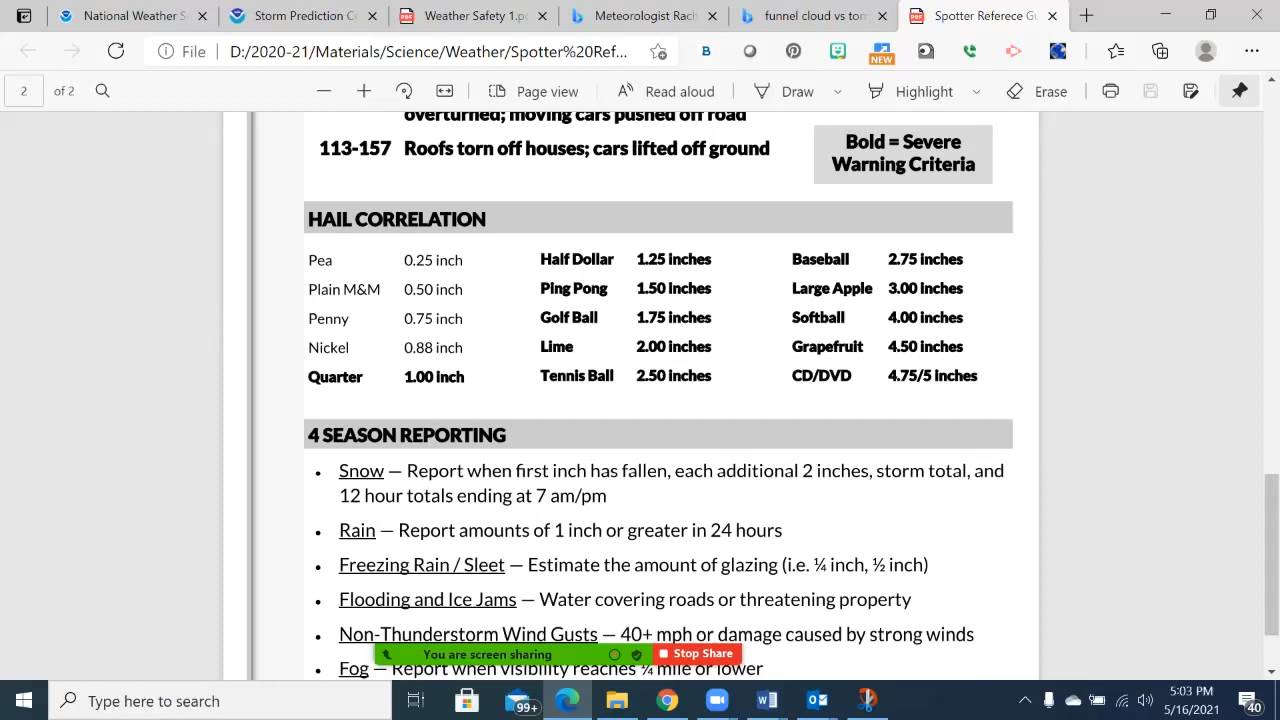 National Weather S
Storm Prediction C
Spotter Safety 1.pc
Meteorologist Rach
funnel clouds torn
Spotter Referece Gu
File
D:/2020-21/Materials/Science/Weather/Spotter%20Ref...
NEW
2 of 2
Page view
Read aloud
Draw
Highlight
Erase
overturned; moving cars pushed off road
113-157 Roofs torn off houses; cars lifted off ground
Bold = Severe
Warning Criteria
HAIL CORRELATION
Pea 0.25 inch Half Dollar 1.25 inches Baseball 2.75 inches
Plain M&M 0.50 inch Ping Pong 1.50 inches Large Apple 3.00 inches
Penny 0.75 inch Golf Ball 1.75 inches Softball 4.00 inches
Nickel 0.88 inch Lime 2.00 inches Grapefruit 4.50 inches
Quarter 1.00 inch Tennis Ball 2.50 inches CD/DVD 4.75/5 inches
4 SEASON REPORTING
• Snow — Report when first inch has fallen, each additional 2 inches, storm total, and
12 hour totals ending at 7 am/pm
• Rain — Report amounts of 1 inch or greater in 24 hours
• Freezing Rain / Sleet — Estimate the amount of glazing (i.e. ¼ inch, ½ inch)
• Flooding and Ice Jams — Water covering roads or threatening property
• Non-Thunderstorm Wind Gusts — 40+ mph or damage caused by strong winds
You are screen sharing
Stop Share
• Fog — Report when visibility reaches ¼ mile or lower
Type here to search
99+
5:03 PM
5/16/2021
40